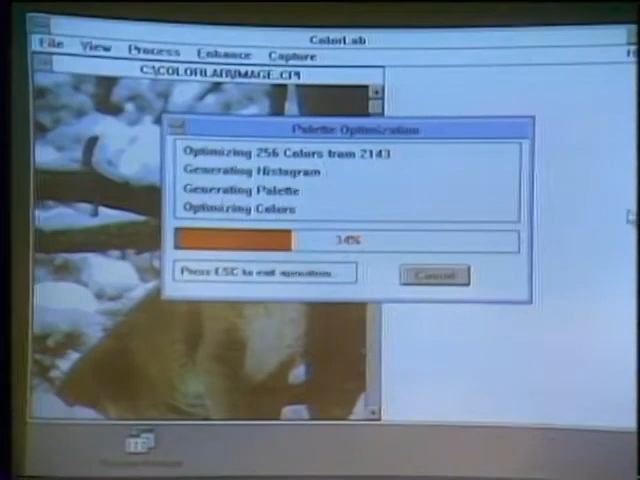 ColorLab
File View Process Enhance Capture
C:\COLORLAB\IMAGE.CPI
Palette Optimization
Optimizing 256 Colors from 2143
Generating Histogram
Generating Palette
Optimizing Colors
34%
Press ESC to exit operation.
Cancel